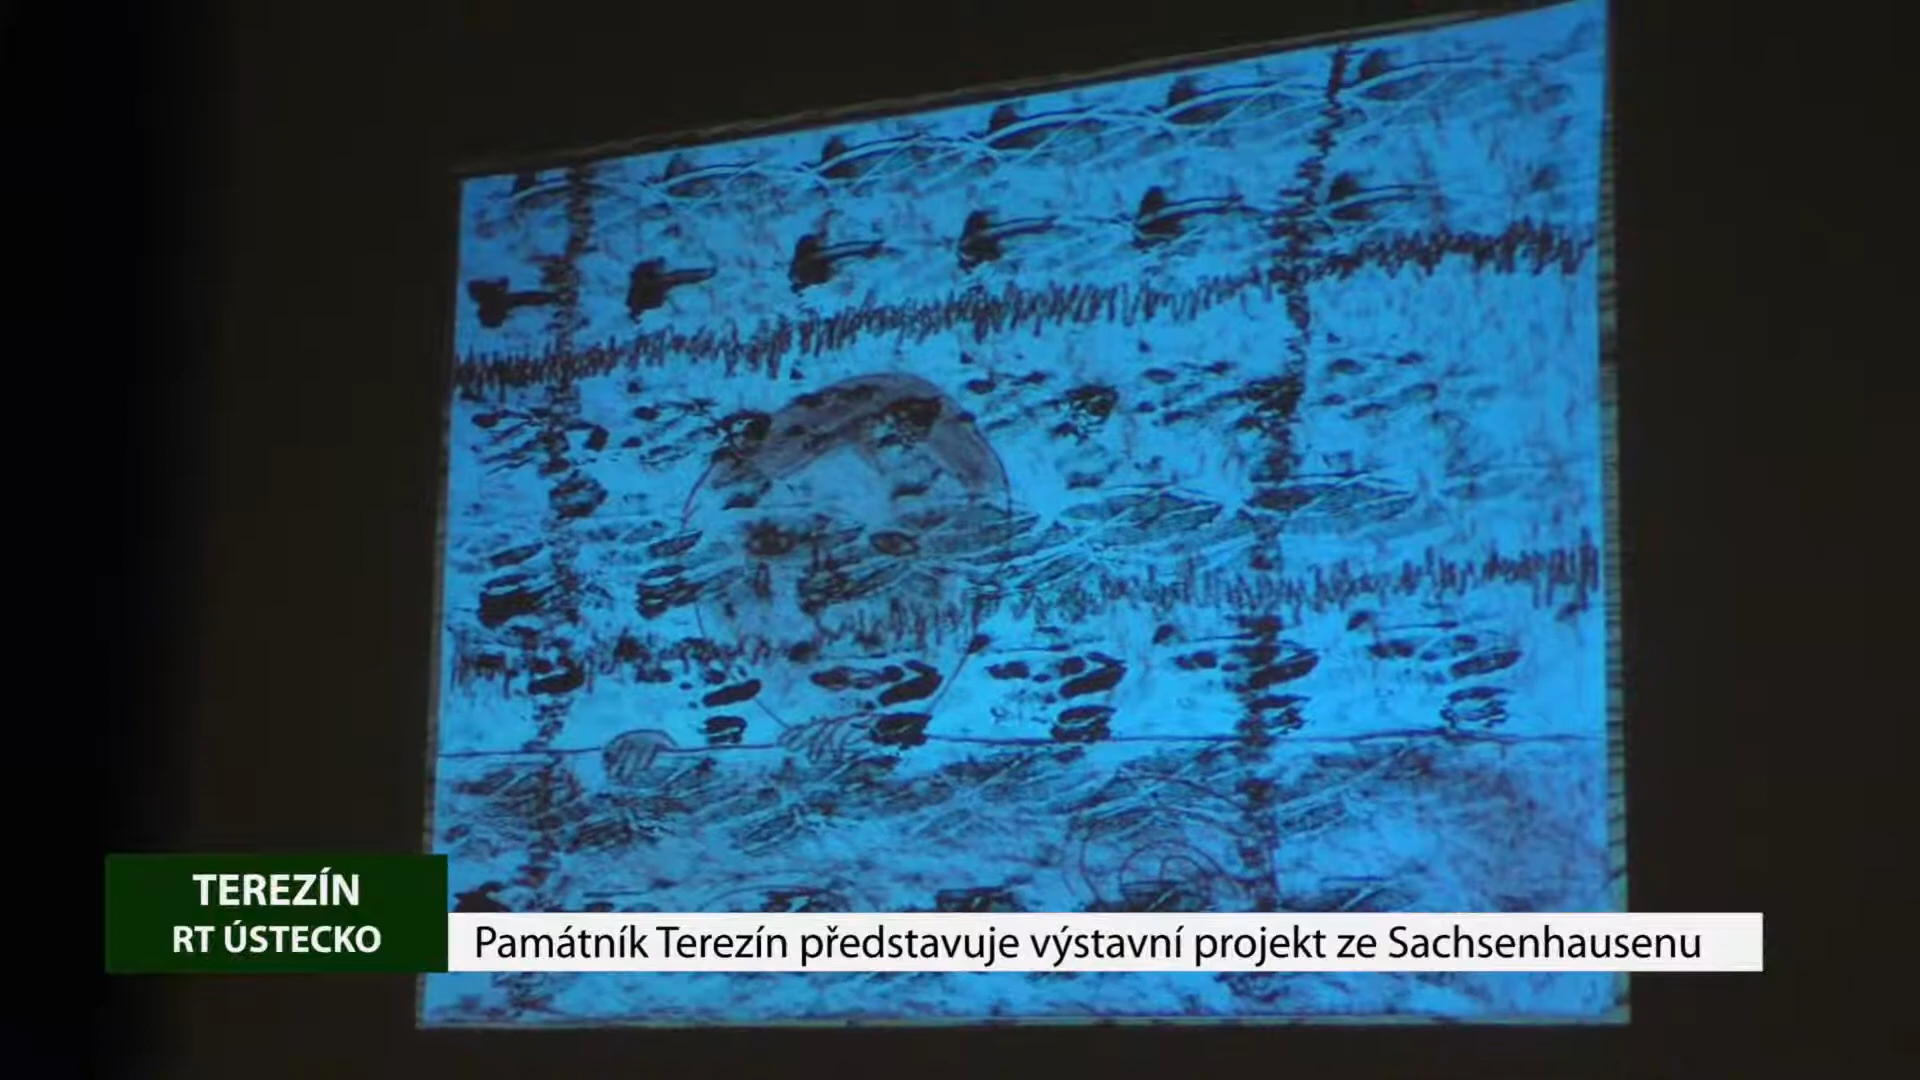 TEREZÍN
RT ÚSTECKO
Památník Terezín představuje výstavní projekt ze Sachsenhausenu